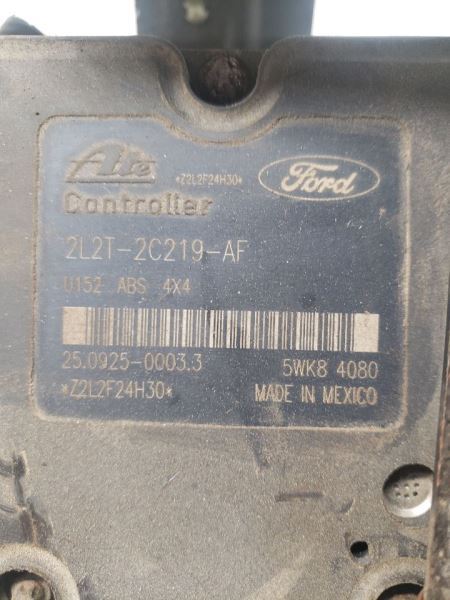 Ate *Z2L2F24H30* Ford
Controller
2L2T-2C219-AF
U152 ABS 4X4
25.0925-0003.3 5WK8 4080
*Z2L2F24H30* MADE IN MEXICO